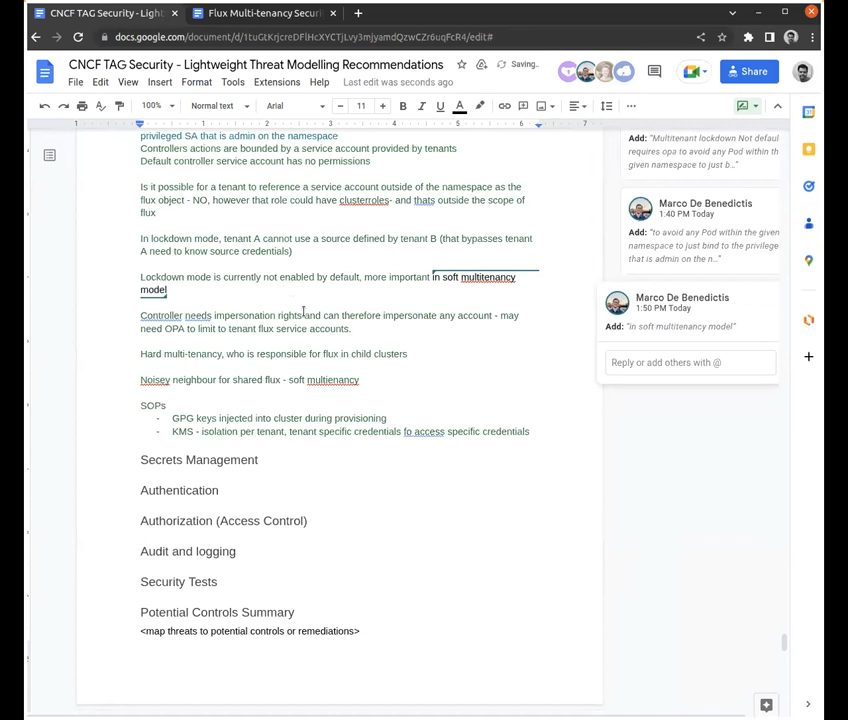 CNCF TAG Security - Light
Flux Multi-tenancy Securi
docs.google.com/document/d/1tuGtKrjcreDFlHcXYCTjLvy3mjyamdQzwCZr6uqFcR4/edit#
CNCF TAG Security - Lightweight Threat Modelling Recommendations
Saving...
Share
File Edit View Insert Format Tools Extensions Help Last edit was seconds ago
100% Normal text Arial 11 B I U A
1 1 2 3 4 5 6 7
privileged SA that is admin on the namespace
Controllers actions are bounded by a service account provided by tenants
Default controller service account has no permissions
Is it possible for a tenant to reference a service account outside of the namespace as the
flux object - NO, however that role could have clusterroles- and thats outside the scope of
flux
In lockdown mode, tenant A cannot use a source defined by tenant B (that bypasses tenant
A need to know source credentials)
Lockdown mode is currently not enabled by default, more important in soft multitenancy
model
Controller needs impersonation rights and can therefore impersonate any account - may
need OPA to limit to tenant flux service accounts.
Hard multi-tenancy, who is responsible for flux in child clusters
Noisey neighbour for shared flux - soft multienancy
SOPs
- GPG keys injected into cluster during provisioning
- KMS - isolation per tenant, tenant specific credentials fo access specific credentials
Secrets Management
Authentication
Authorization (Access Control)
Audit and logging
Security Tests
Potential Controls Summary
<map threats to potential controls or remediations>
Add: "Multitenant lockdown Not defaul
requires opa to avoid any Pod within th
given namespace to just b..."
Marco De Benedictis
1:40 PM Today
Add: "to avoid any Pod within the given
namespace to just bind to the privilege
that is admin on the n..."
Marco De Benedictis
1:50 PM Today
Add: "in soft multitenancy model"
Reply or add others with @